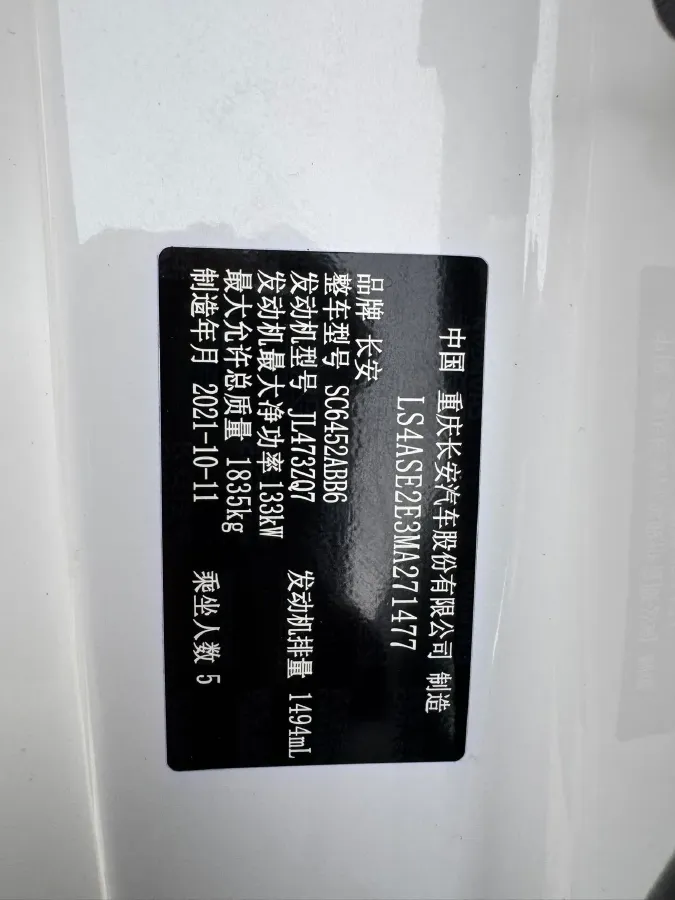 中国 重庆长安汽车股份有限公司 制造
LS4ASE2E3MA271477
品牌 长安
整车型号 SC6452ABB6
发动机型号 JL473ZQ7 发动机排量 1494mL
发动机最大净功率 133kW
最大允许总质量 1835kg
制造年月 2021-10-11 乘坐人数 5